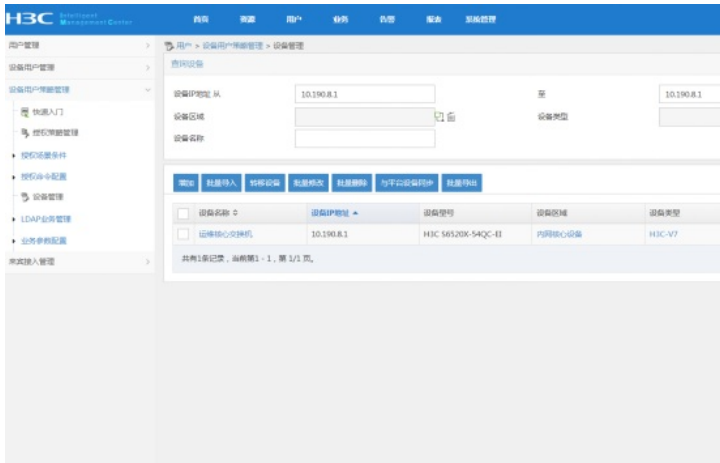 H3C Intelligent Management Center
首页 资源 用户 业务 告警 报表 系统管理
用户管理
设备用户管理
设备用户策略管理
快速入门
授权策略管理
授权场景条件
授权命令配置
设备管理
LDAP业务管理
业务参数配置
来宾接入管理
用户 > 设备用户策略管理 > 设备管理
查询设备
设备IP地址 从 10.190.8.1 至 10.190.8.1
设备区域 设备类型
设备名称
增加 批量导入 转移设备 批量修改 批量删除 与平台设备同步 批量导出
设备名称 设备IP地址 设备型号 设备区域 设备类型
运维核心交换机 10.190.8.1 H3C S6520X-54QC-EI 内网核心设备 H3C-V7
共有1条记录，当前第1 - 1，第 1/1 页。